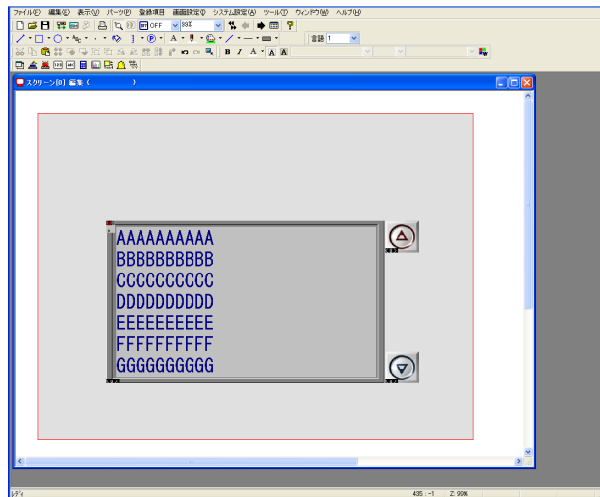 ファイル(F) 編集(E) 表示(V) パーツ(P) 登録項目 画面設定(I) システム設定(A) ツール(T) ウィンドウ(W) ヘルプ(H)
OFF 99%
言語 1
B I A A A
スクリーン[0] 編集 ( )
AAAAAAAAAA
BBBBBBBBBB
CCCCCCCCCC
DDDDDDDDDD
EEEEEEEEEE
FFFFFFFFFF
GGGGGGGGGG
レディ 435 : -1 Z: 99%